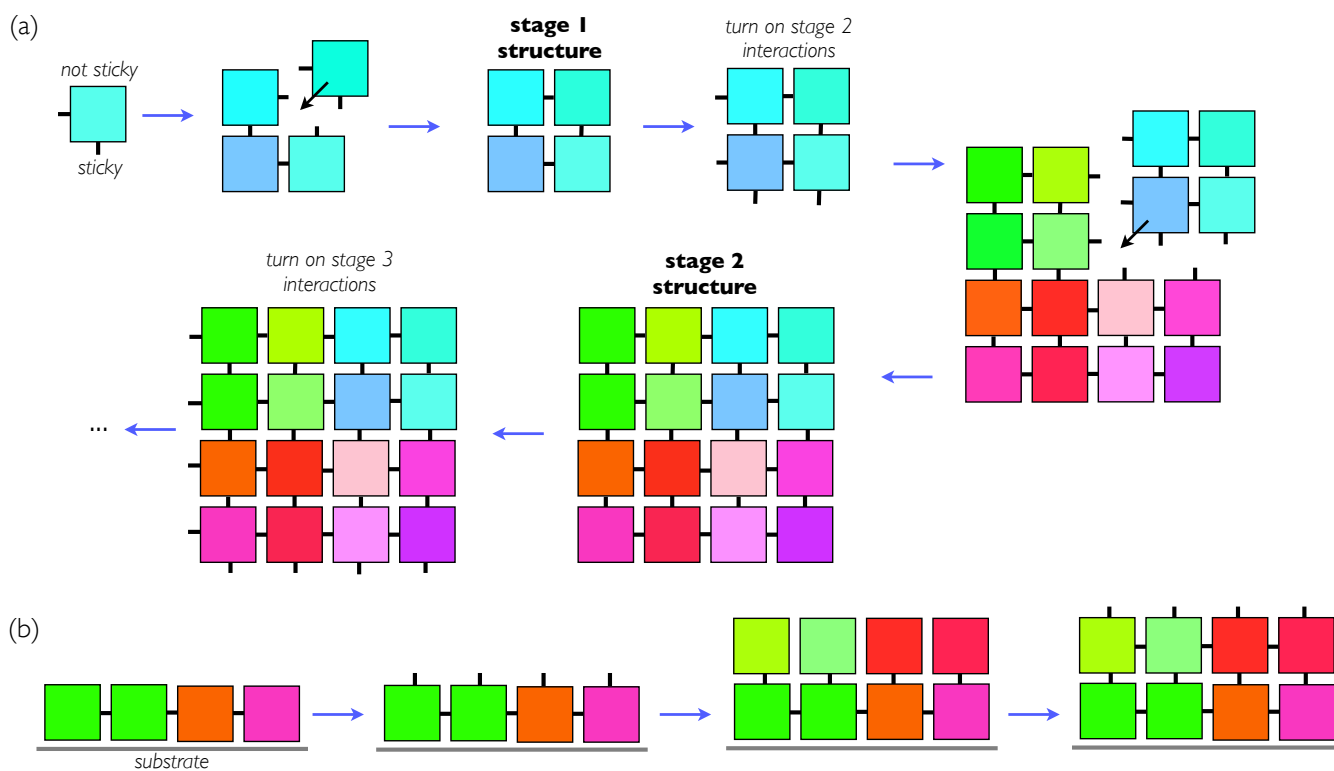 (a)
not sticky
sticky
stage 1
structure
turn on stage 2
interactions
turn on stage 3
interactions
stage 2
structure
...
(b)
substrate